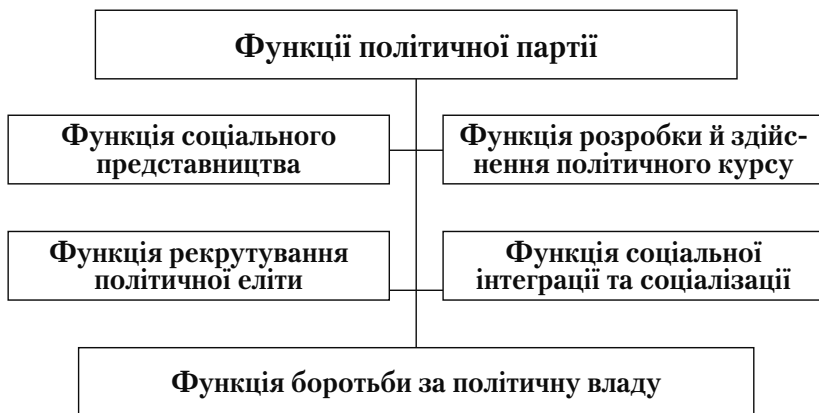 Функції політичної партії
Функція соціального
представництва
Функція розробки й здійс-
нення політичного курсу
Функція рекрутування
політичної еліти
Функція соціальної
інтеграції та соціалізації
Функція боротьби за політичну владу